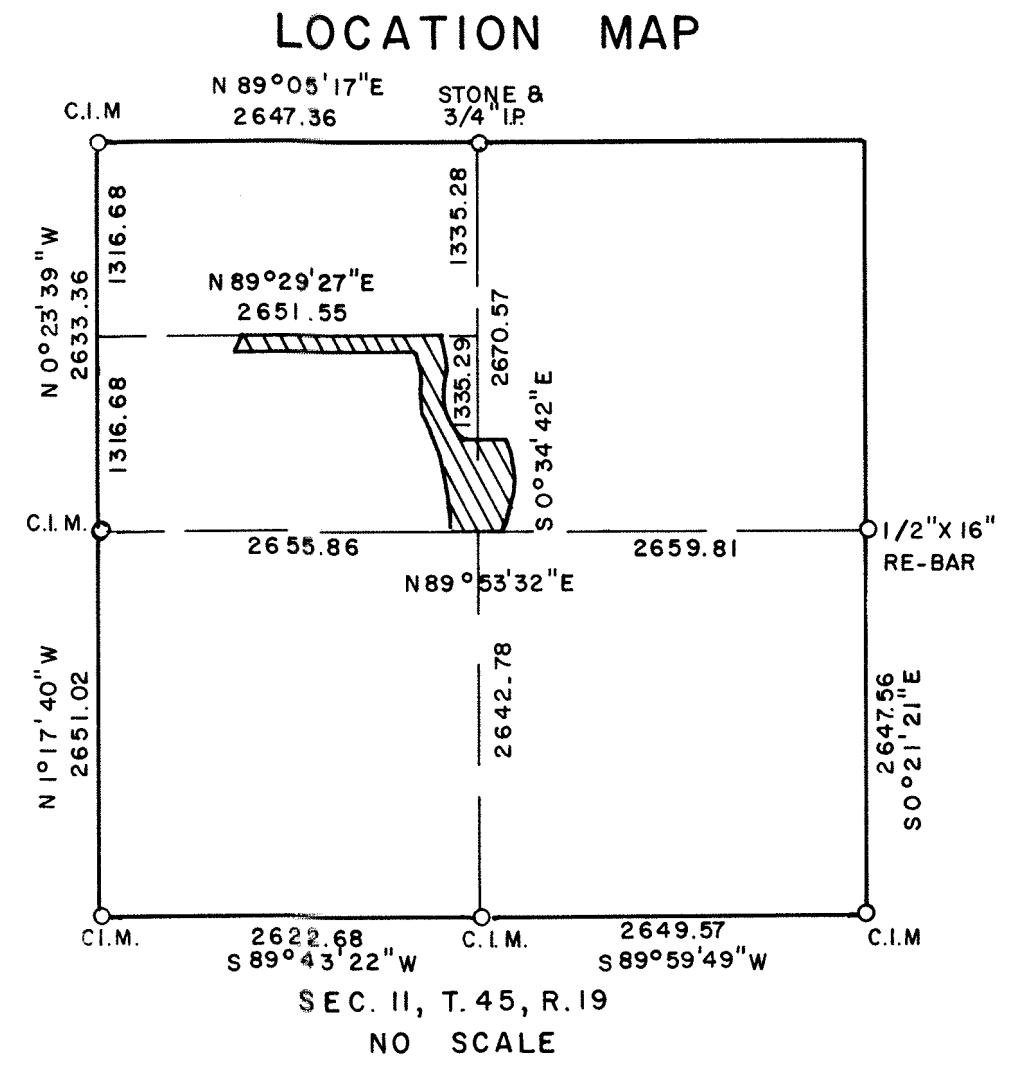 LOCATION MAP
N 89°05'17"E
2647.36
STONE &
3/4" I.P.
C.I.M
1316.68
1335.28
N 0°23'39"W
2633.36
N 89°29'27"E
2651.55
2670.57
1335.29
1316.68
S 0°34'42"E
C.I.M.
2655.86
2659.81
1/2"X 16"
RE-BAR
N 89°53'32"E
N 1°17'40"W
2651.02
2642.78
2647.56
S 0°21'21"E
C.I.M.
2622.68
S 89°43'22"W
C.I.M.
2649.57
S 89°59'49"W
C.I.M
SEC. 11, T. 45, R. 19
NO SCALE